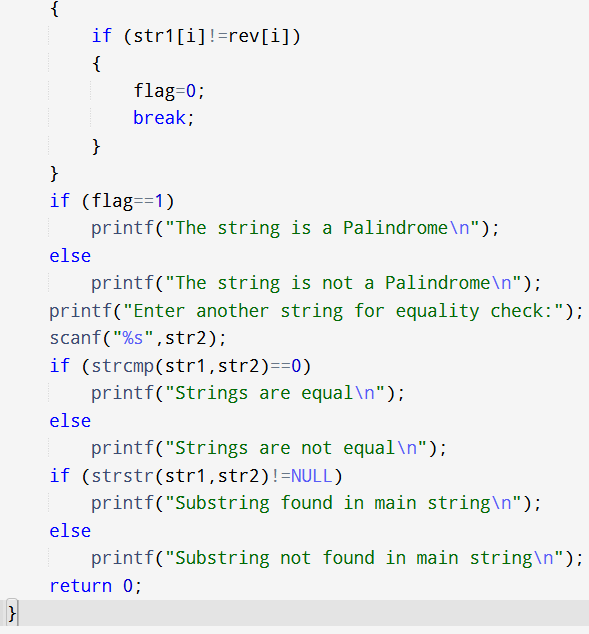 {
        if (str1[i]!=rev[i])
        {
            flag=0;
            break;
        }
    }
    if (flag==1)
        printf("The string is a Palindrome\n");
    else
        printf("The string is not a Palindrome\n");
    printf("Enter another string for equality check:");
    scanf("%s",str2);
    if (strcmp(str1,str2)==0)
        printf("Strings are equal\n");
    else
        printf("Strings are not equal\n");
    if (strstr(str1,str2)!=NULL)
        printf("Substring found in main string\n");
    else
        printf("Substring not found in main string\n");
    return 0;
}